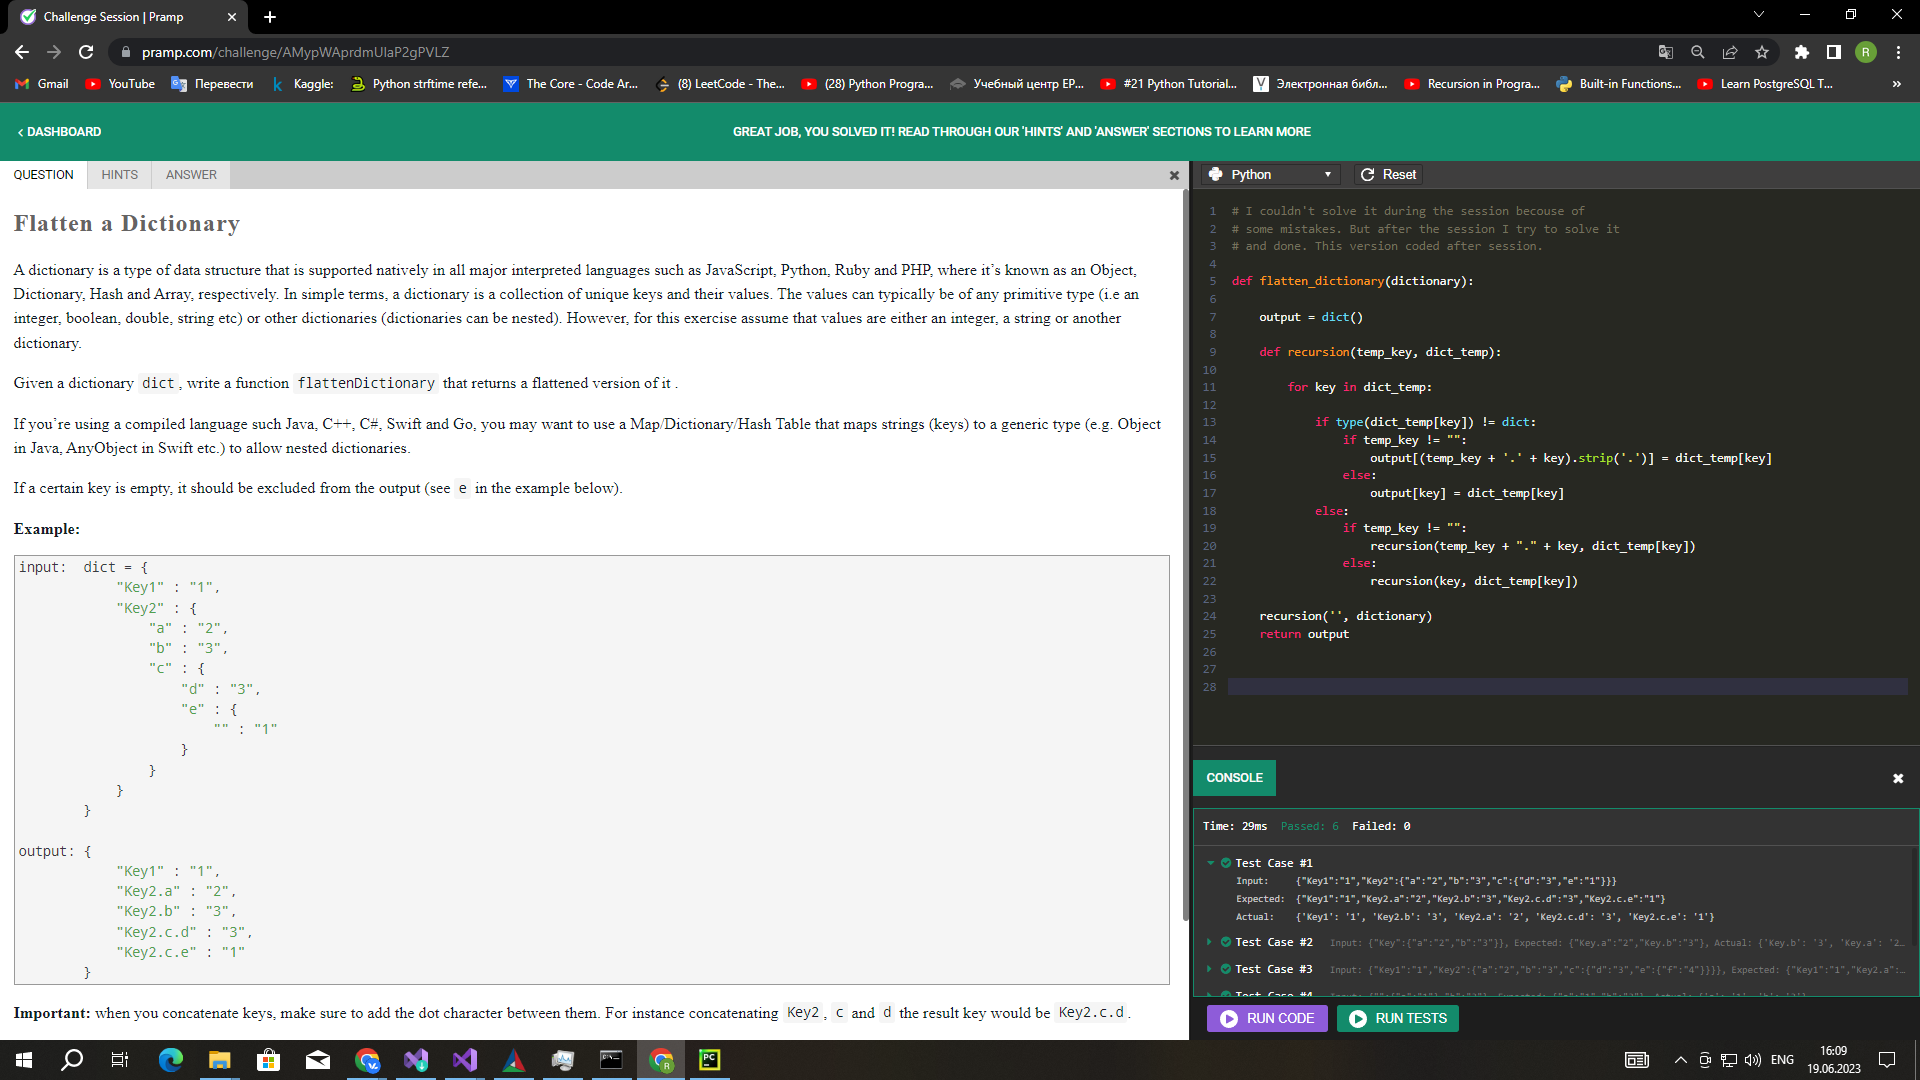 Challenge Session | Pramp
pramp.com/challenge/AMypWAprdmUlaP2gPVLZ
R
Gmail
YouTube
Перевести
Kaggle:
Python strftime refe...
The Core - Code Ar...
(8) LeetCode - The...
(28) Python Progra...
Учебный центр EP...
#21 Python Tutorial...
Электронная библ...
Recursion in Progra...
Built-in Functions...
Learn PostgreSQL T...
»
‹ DASHBOARD
GREAT JOB, YOU SOLVED IT! READ THROUGH OUR 'HINTS' AND 'ANSWER' SECTIONS TO LEARN MORE
QUESTION
HINTS
ANSWER
Flatten a Dictionary
A dictionary is a type of data structure that is supported natively in all major interpreted languages such as JavaScript, Python, Ruby and PHP, where it’s known as an Object,
Dictionary, Hash and Array, respectively. In simple terms, a dictionary is a collection of unique keys and their values. The values can typically be of any primitive type (i.e an
integer, boolean, double, string etc) or other dictionaries (dictionaries can be nested). However, for this exercise assume that values are either an integer, a string or another
dictionary.
Given a dictionary dict, write a function flattenDictionary that returns a flattened version of it .
If you’re using a compiled language such Java, C++, C#, Swift and Go, you may want to use a Map/Dictionary/Hash Table that maps strings (keys) to a generic type (e.g. Object
in Java, AnyObject in Swift etc.) to allow nested dictionaries.
If a certain key is empty, it should be excluded from the output (see e in the example below).
Example:
input: dict = {
"Key1" : "1",
"Key2" : {
"a" : "2",
"b" : "3",
"c" : {
"d" : "3",
"e" : {
"" : "1"
}
}
}
}
output: {
"Key1" : "1",
"Key2.a" : "2",
"Key2.b" : "3",
"Key2.c.d" : "3",
"Key2.c.e" : "1"
}
Important: when you concatenate keys, make sure to add the dot character between them. For instance concatenating Key2, c and d the result key would be Key2.c.d.
Python
Reset
1 # I couldn't solve it during the session becouse of
2 # some mistakes. But after the session I try to solve it
3 # and done. This version coded after session.
4
5 def flatten_dictionary(dictionary):
6
7 output = dict()
8
9 def recursion(temp_key, dict_temp):
10
11 for key in dict_temp:
12
13 if type(dict_temp[key]) != dict:
14 if temp_key != "":
15 output[(temp_key + '.' + key).strip('.')] = dict_temp[key]
16 else:
17 output[key] = dict_temp[key]
18 else:
19 if temp_key != "":
20 recursion(temp_key + "." + key, dict_temp[key])
21 else:
22 recursion(key, dict_temp[key])
23
24 recursion('', dictionary)
25 return output
26
27
28
CONSOLE
Time: 29ms Passed: 6 Failed: 0
Test Case #1
Input: {"Key1":"1","Key2":{"a":"2","b":"3","c":{"d":"3","e":"1"}}}
Expected: {"Key1":"1","Key2.a":"2","Key2.b":"3","Key2.c.d":"3","Key2.c.e":"1"}
Actual: {'Key1': '1', 'Key2.b': '3', 'Key2.a': '2', 'Key2.c.d': '3', 'Key2.c.e': '1'}
Test Case #2 Input: {"Key":{"a":"2","b":"3"}}, Expected: {"Key.a":"2","Key.b":"3"}, Actual: {'Key.b': '3', 'Key.a': '2...
Test Case #3 Input: {"Key1":"1","Key2":{"a":"2","b":"3","c":{"d":"3","e":{"f":"4"}}}}, Expected: {"Key1":"1","Key2.a":...
Test Case #4
RUN CODE
RUN TESTS
ENG
16:09
19.06.2023